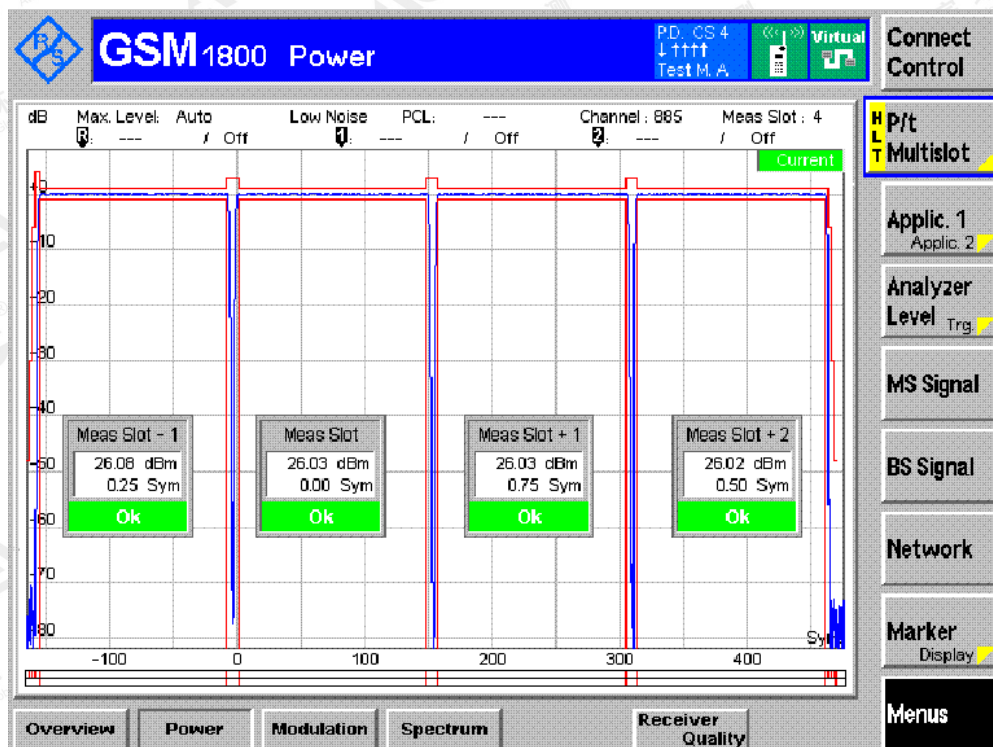 R/S
GSM 1800 Power
P.D. CS 4
Test M. A.
Virtual
Connect Control
dB Max. Level: Auto Low Noise PCL: --- Channel : 885 Meas Slot : 4
R: --- / Off 1: --- / Off 2: --- / Off
Current
H L T
P/t Multislot
Applic. 1
Applic. 2
Analyzer Level Trg.
MS Signal
BS Signal
Network
Marker
Display
Menus
+0
-10
-20
-30
-40
-50
-60
-70
-80
Meas Slot - 1
26.08 dBm
0.25 Sym
Ok
Meas Slot
26.03 dBm
0.00 Sym
Ok
Meas Slot + 1
26.03 dBm
0.75 Sym
Ok
Meas Slot + 2
26.02 dBm
0.50 Sym
Ok
-100 0 100 200 300 400
Overview Power Modulation Spectrum Receiver Quality